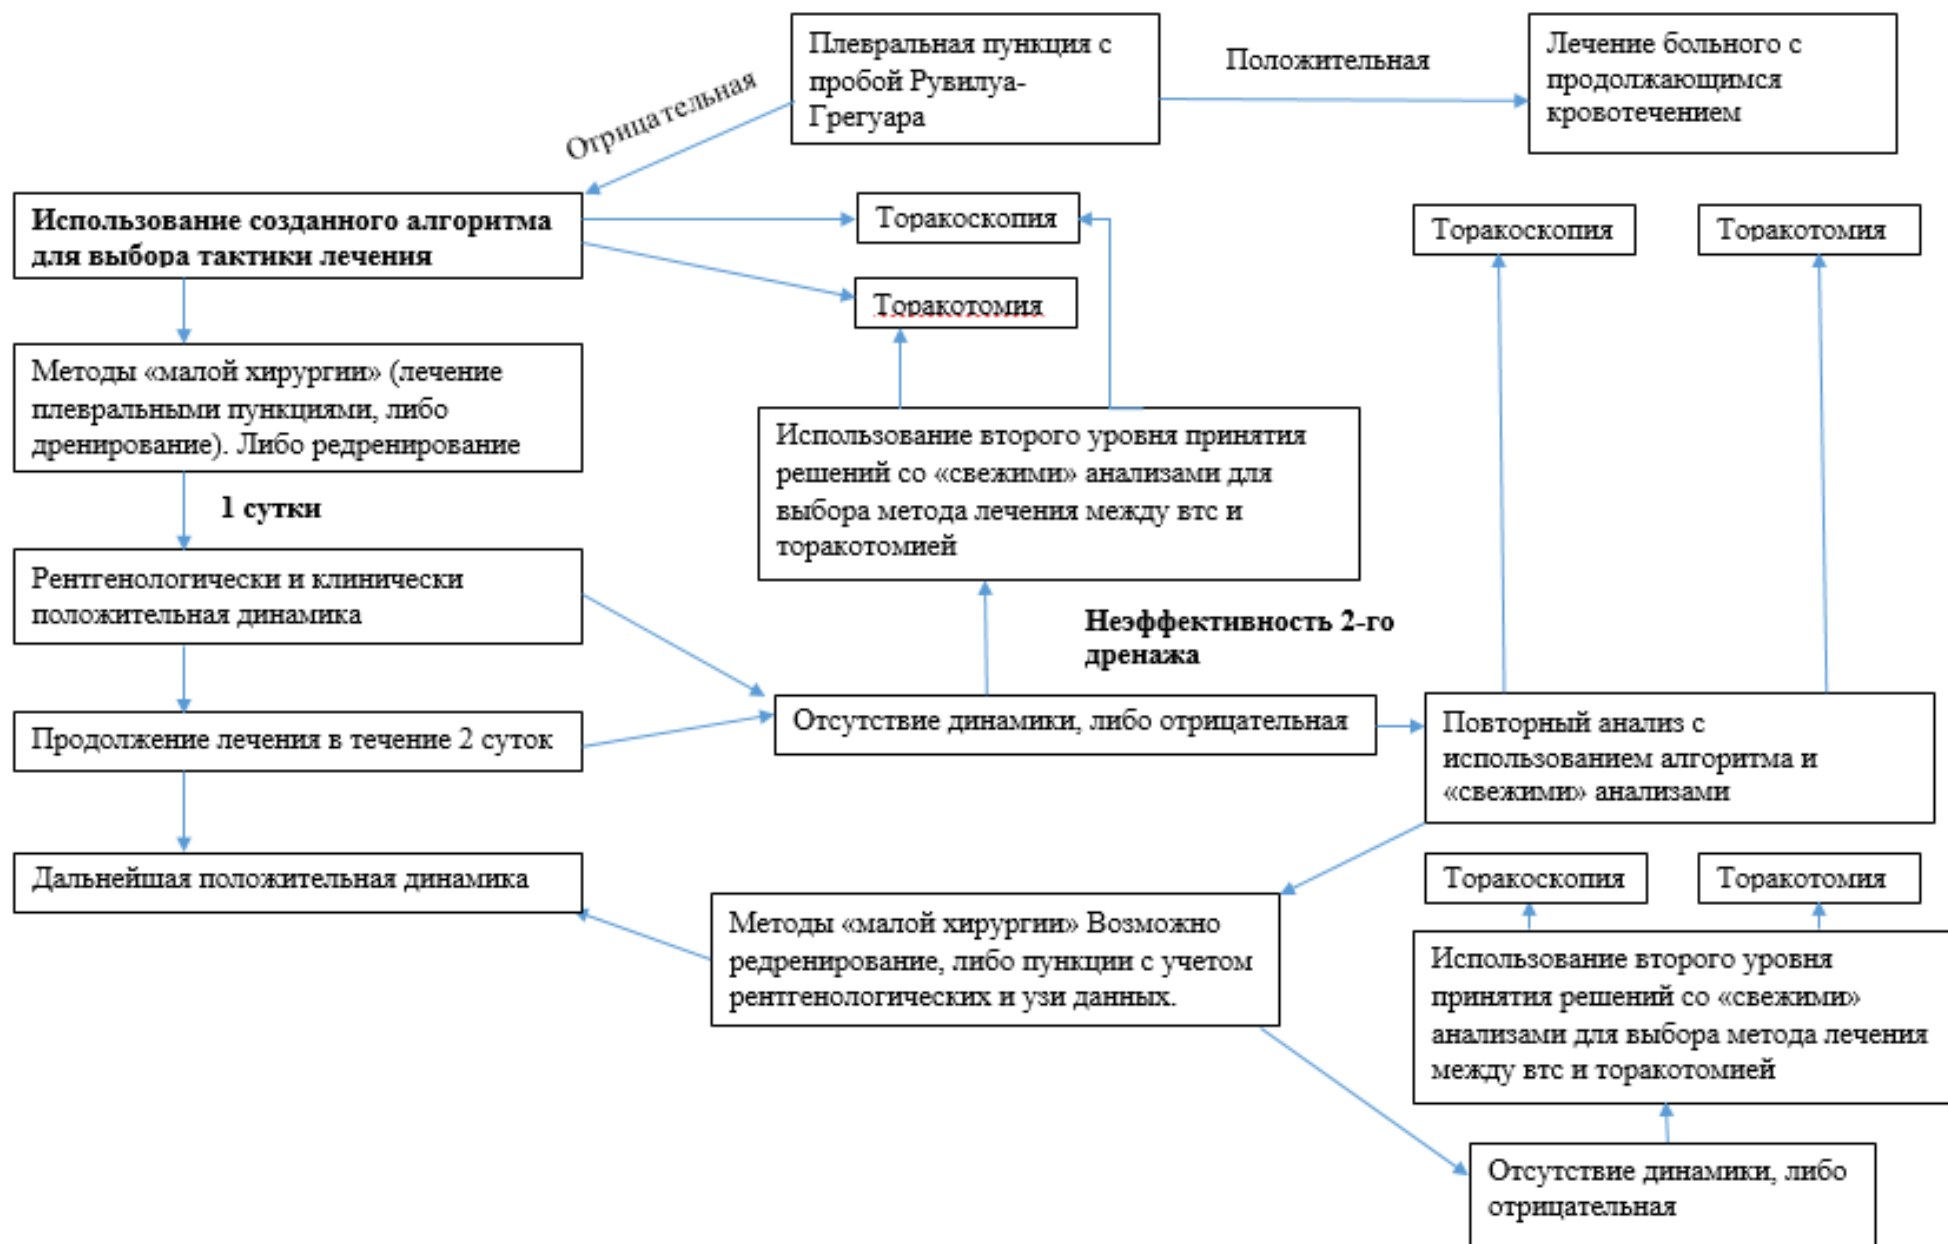 Плевральная пункция с
пробой Рувилуа-
Грегуара
Положительная
Лечение больного с
продолжающимся
кровотечением
Отрицательная
Использование созданного алгоритма
для выбора тактики лечения
Торакоскопия
Торакотомия
Торакоскопия
Торакотомия
Методы «малой хирургии» (лечение
плевральными пункциями, либо
дренирование). Либо редренирование
1 сутки
Использование второго уровня принятия
решений со «свежими» анализами для
выбора метода лечения между втс и
торакотомией
Рентгенологически и клинически
положительная динамика
Неэффективность 2-го
дренажа
Продолжение лечения в течение 2 суток
Отсутствие динамики, либо отрицательная
Повторный анализ с
использованием алгоритма и
«свежими» анализами
Дальнейшая положительная динамика
Методы «малой хирургии» Возможно
редренирование, либо пункции с учетом
рентгенологических и узи данных.
Торакоскопия
Торакотомия
Использование второго уровня
принятия решений со «свежими»
анализами для выбора метода лечения
между втс и торакотомией
Отсутствие динамики, либо
отрицательная